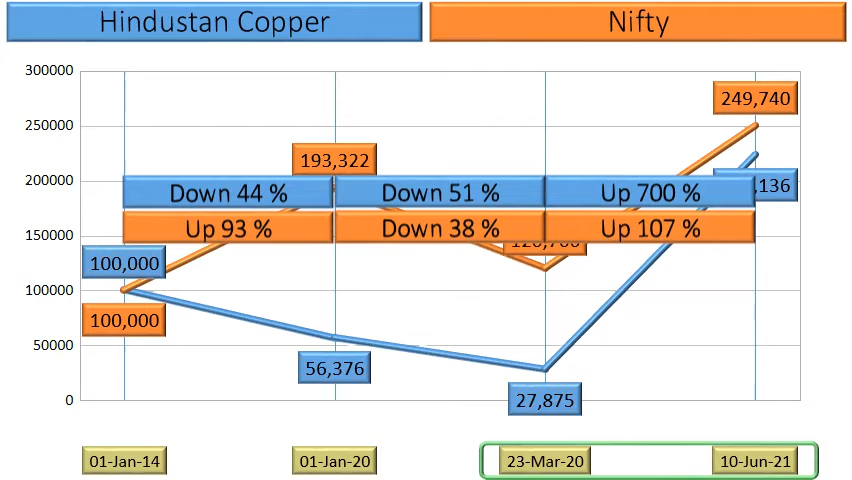 Hindustan Copper
Nifty
300000
250000
200000
150000
100000
50000
0
249,740
193,322
Down 44 %
Down 51 %
Up 700 %
,136
Up 93 %
Down 38 %
Up 107 %
100,000
100,000
56,376
27,875
01-Jan-14
01-Jan-20
23-Mar-20
10-Jun-21